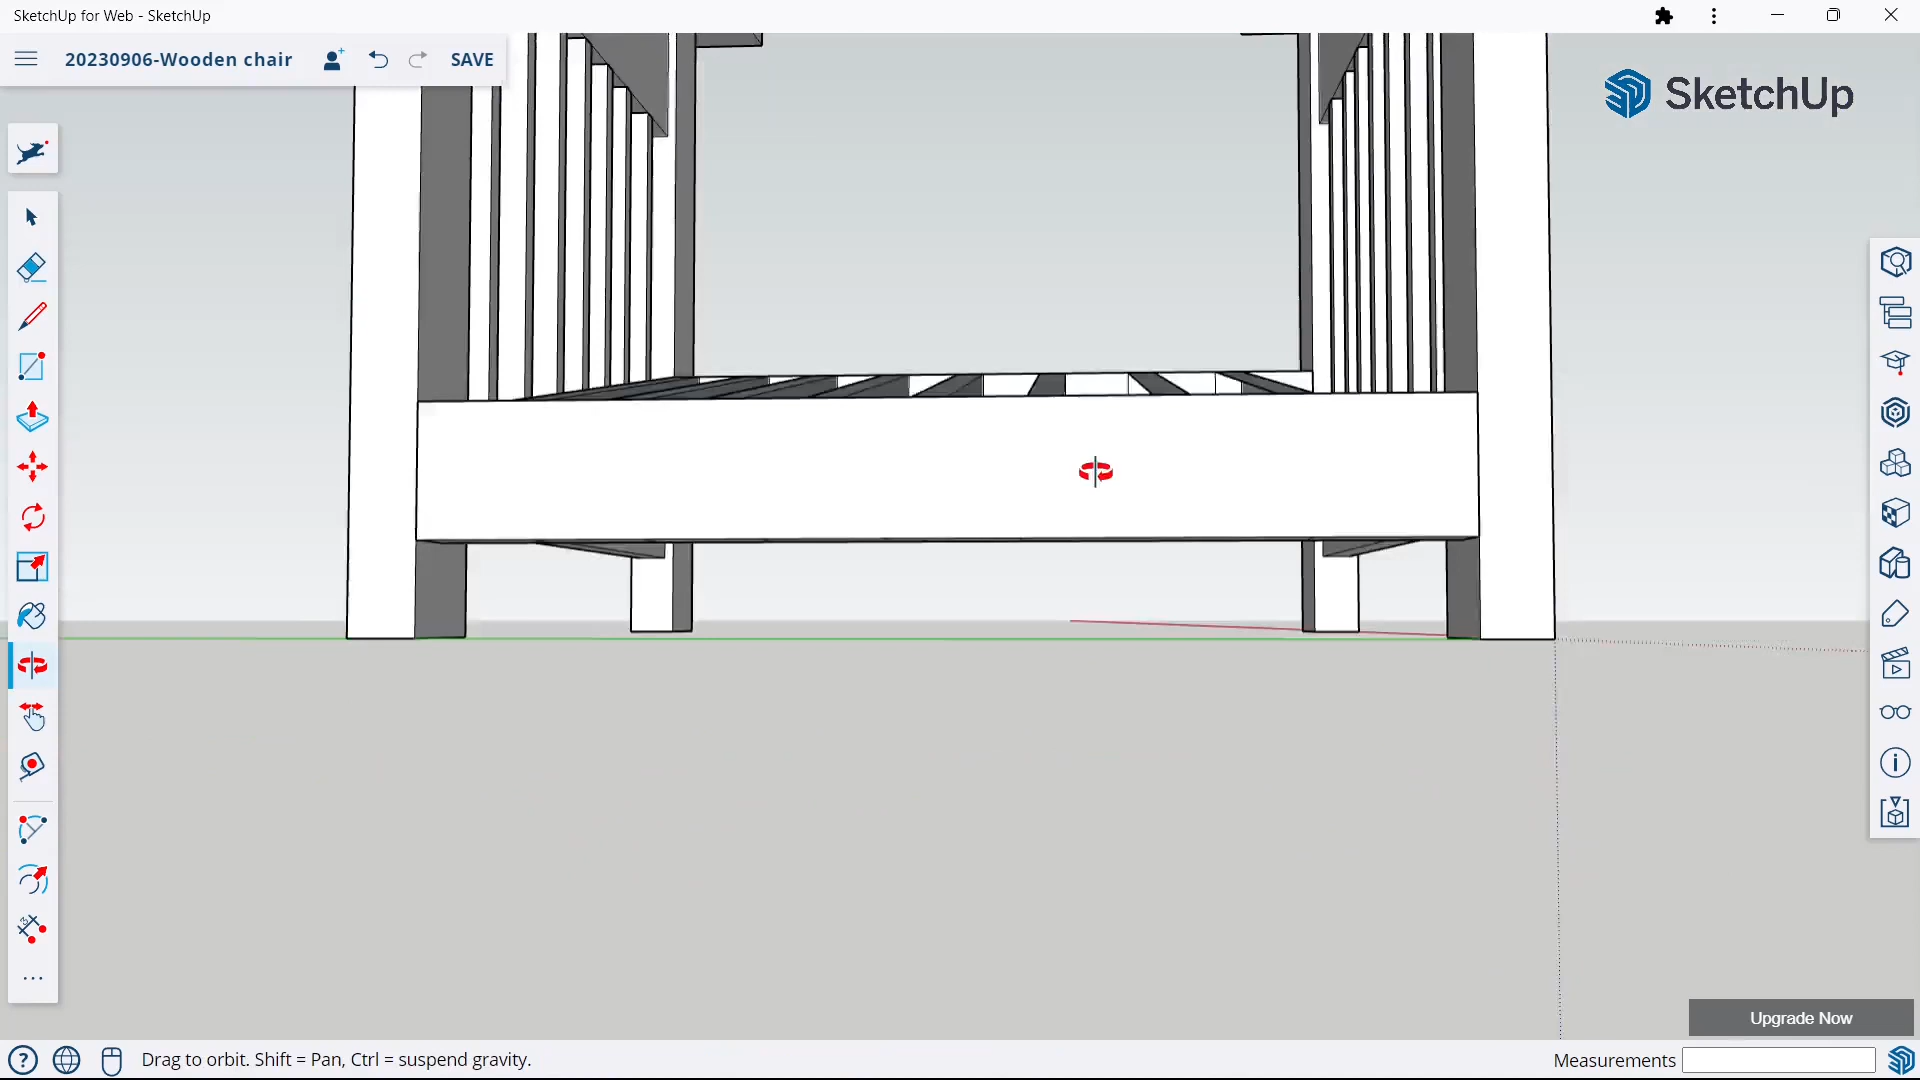 SketchUp for Web - SketchUp
20230906-Wooden chair
SAVE
SketchUp
Upgrade Now
Drag to orbit. Shift = Pan, Ctrl = suspend gravity.
Measurements